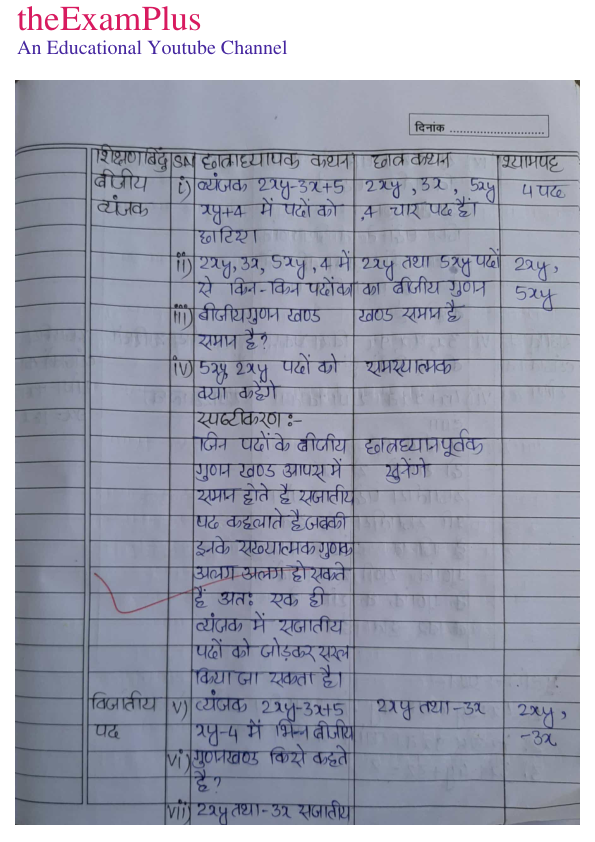 theExamPlus
An Educational Youtube Channel
दिनांक ............................
शिक्षण बिंदु SN छात्राध्यापक कथन छात्र कथन श्यामपट्ट
बीजीय i) व्यंजक 2xy-3x+5 2xy, 3x, 5xy 4 पद
व्यंजक xy+4 में पदों को ,4 चार पद हैं।
छाटिए।
ii) 2xy, 3x, 5xy, 4 में 2xy तथा 5xy पदों 2xy,
से किन-किन पदों का का बीजीय गुणन 5xy
iii) बीजीय गुणन खण्ड खण्ड समान है
समान है?
iv) 5xy, 2xy पदों को समस्यात्मक
क्या कहेंगे
स्पष्टीकरण :-
जिन पदों के बीजीय छात्र ध्यानपूर्वक
गुणन खण्ड आपस में सुनेंगे
समान होते है सजातीय
पद कहलाते है जबकी
इनके संख्यात्मक गुणक
अलग अलग हो सकते
हैं अतः एक ही
व्यंजक में सजातीय
पदों को जोड़कर सरल
किया जा सकता है।
विजातीय v) व्यंजक 2xy-3x+5 2xy तथा -3x 2xy,
पद xy-4 में भिन्न बीजीय -3x
vi) गुणनखण्ड किसे कहते
है?
vii) 2xy तथा -3x सजातीय